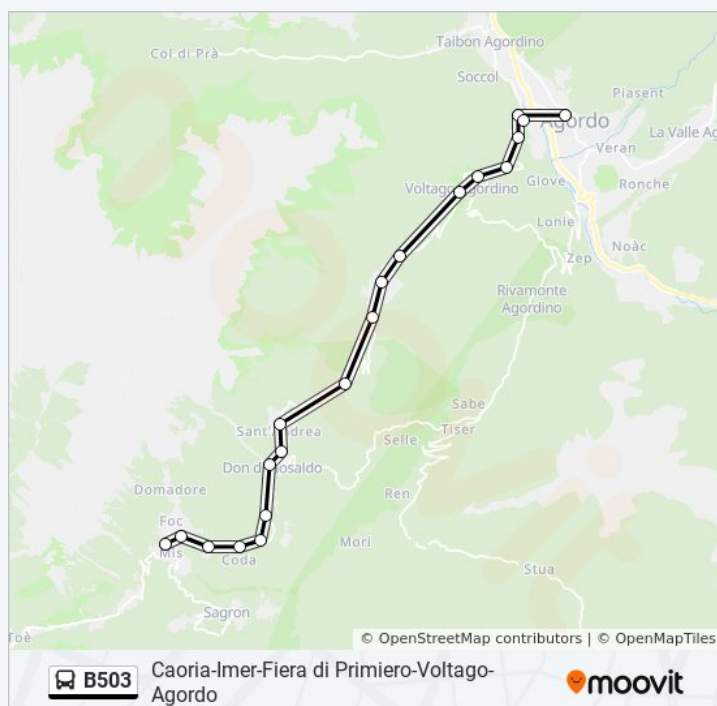 Col di Prà
Taibon Agordino
Soccol
Piasent
Agordo
La Valle Ag
Veran
Voltago Agordino
Giove
Ronche
Lonie
Noàc
Zep
Rivamonte
Agordino
Sabe
Tiser
Sant'Andrea
Selle
Don di Gosaldo
Domadore
Ren
Foc
Mis
Mori
Coda
Stua
Sagron
Toè
© OpenStreetMap contributors | © OpenMapTiles
B503
Caoria-Imer-Fiera di Primiero-Voltago-
Agordo
moovit